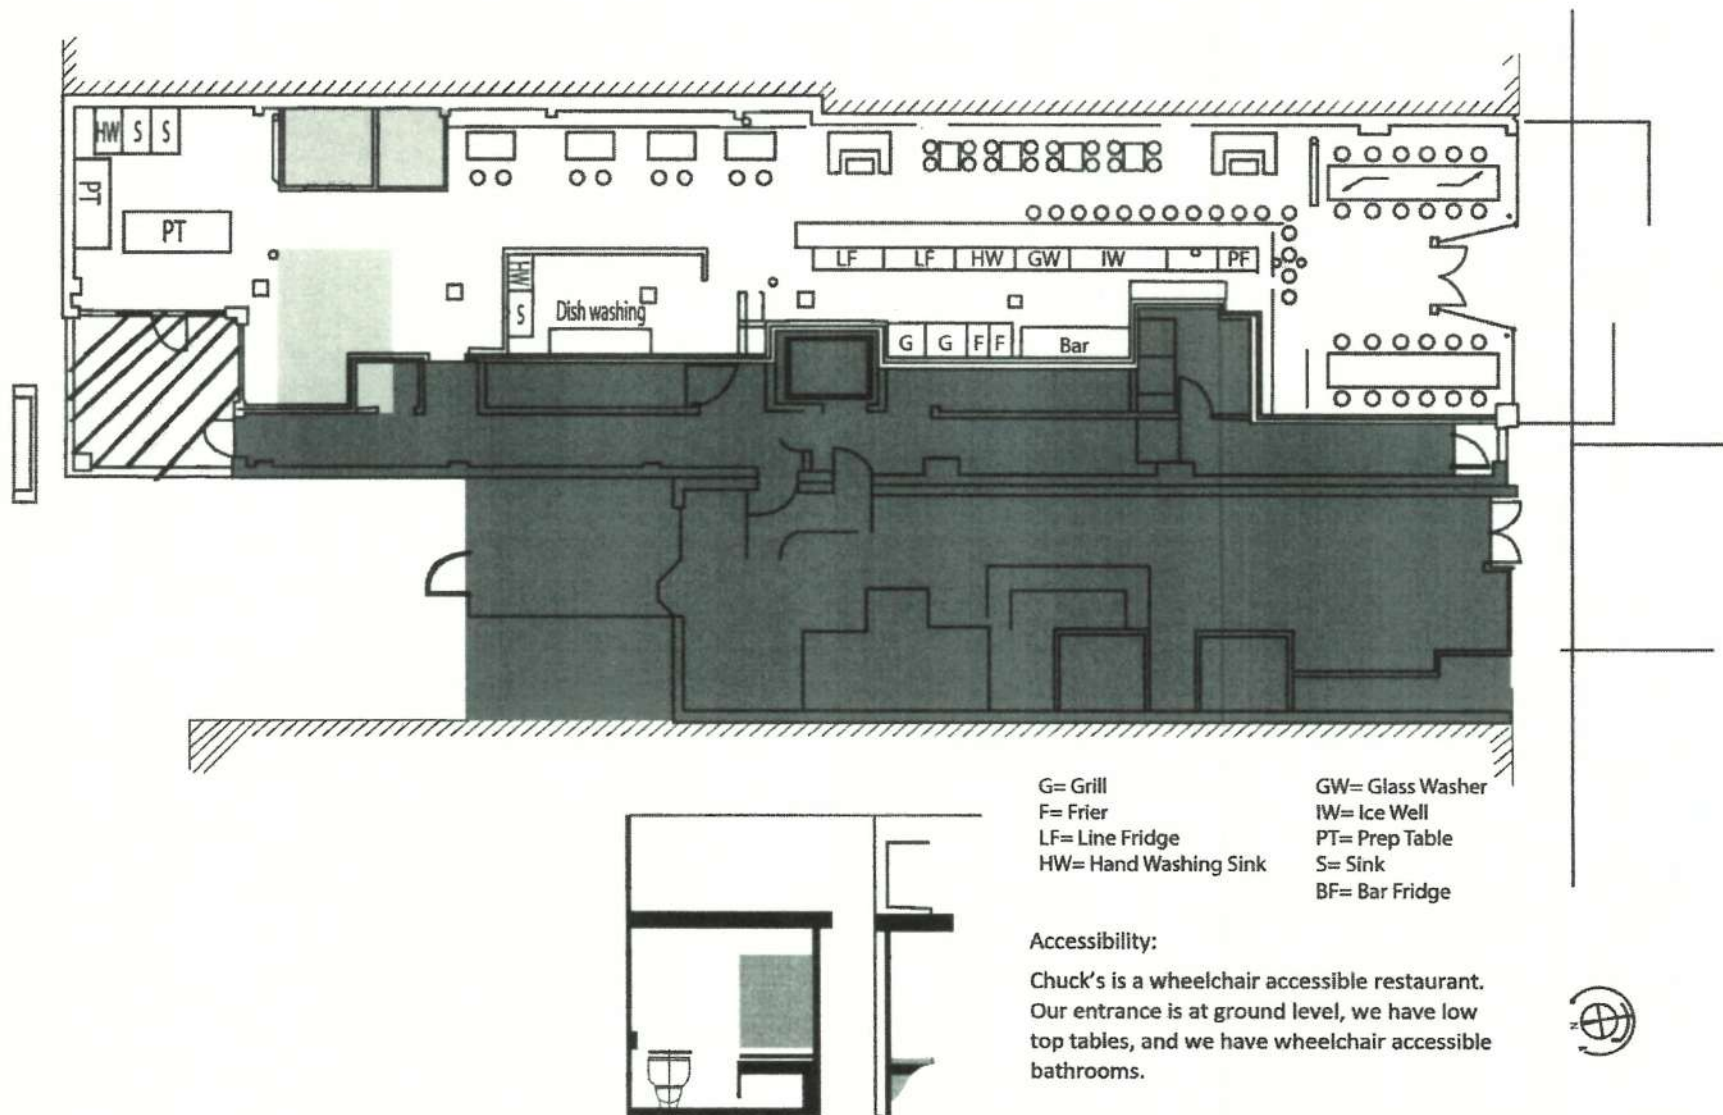 HW S S
PT
PT
HW
S
Dish washing
LF LF HW GW IW PF
G G F F Bar
G= Grill
F= Frier
LF= Line Fridge
HW= Hand Washing Sink
GW= Glass Washer
IW= Ice Well
PT= Prep Table
S= Sink
BF= Bar Fridge
Accessibility:
Chuck's is a wheelchair accessible restaurant.
Our entrance is at ground level, we have low
top tables, and we have wheelchair accessible
bathrooms.
N